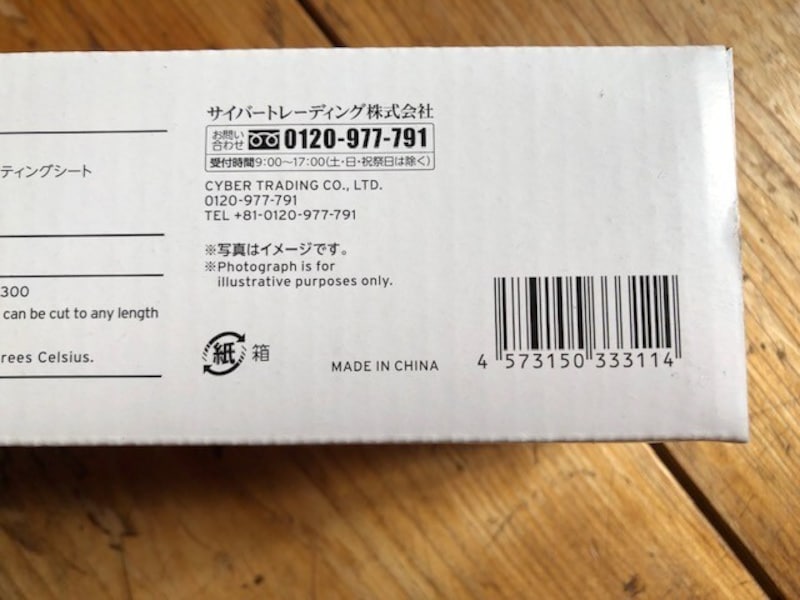 サイバートレーディング株式会社
お問い合わせ 0120-977-791
受付時間9:00〜17:00(土・日・祝祭日は除く)
CYBER TRADING CO., LTD.
0120-977-791
TEL +81-0120-977-791
※写真はイメージです。
※Photograph is for
illustrative purposes only.
紙 箱
MADE IN CHINA
4 573150 333114
ティングシート
300
can be cut to any length
rees Celsius.